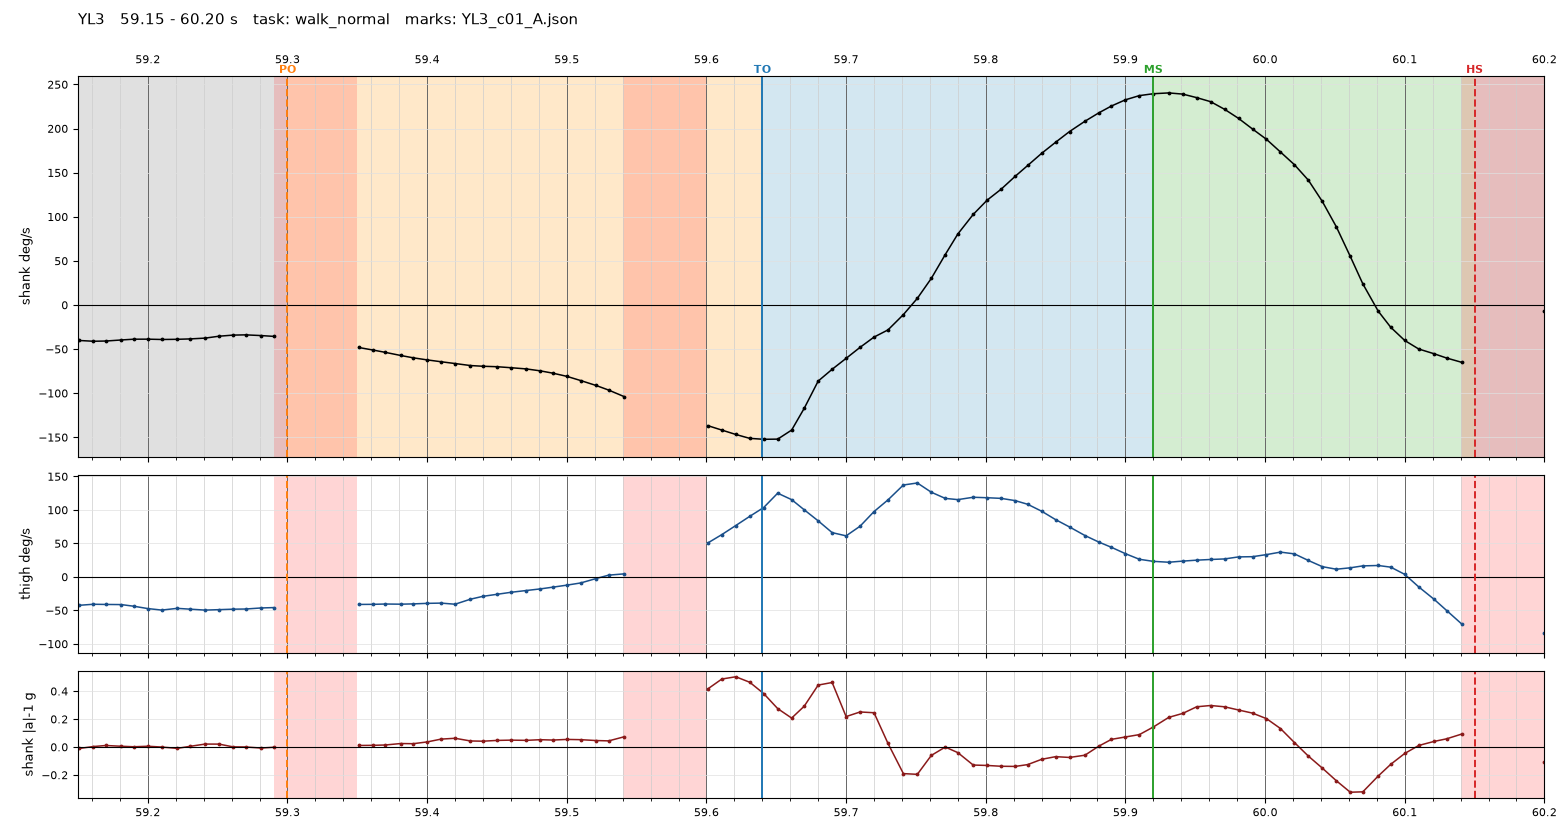 YL3   59.15 - 60.20 s   task: walk_normal   marks: YL3_c01_A.json
59.2 59.3 59.4 59.5 59.6 59.7 59.8 59.9 60.0 60.1 60.2
PO TO MS HS
250
200
150
100
50
0
−50
−100
−150
shank deg/s
150
100
50
0
−50
−100
thigh deg/s
0.4
0.2
0.0
−0.2
shank |a|-1 g
59.2 59.3 59.4 59.5 59.6 59.7 59.8 59.9 60.0 60.1 60.2